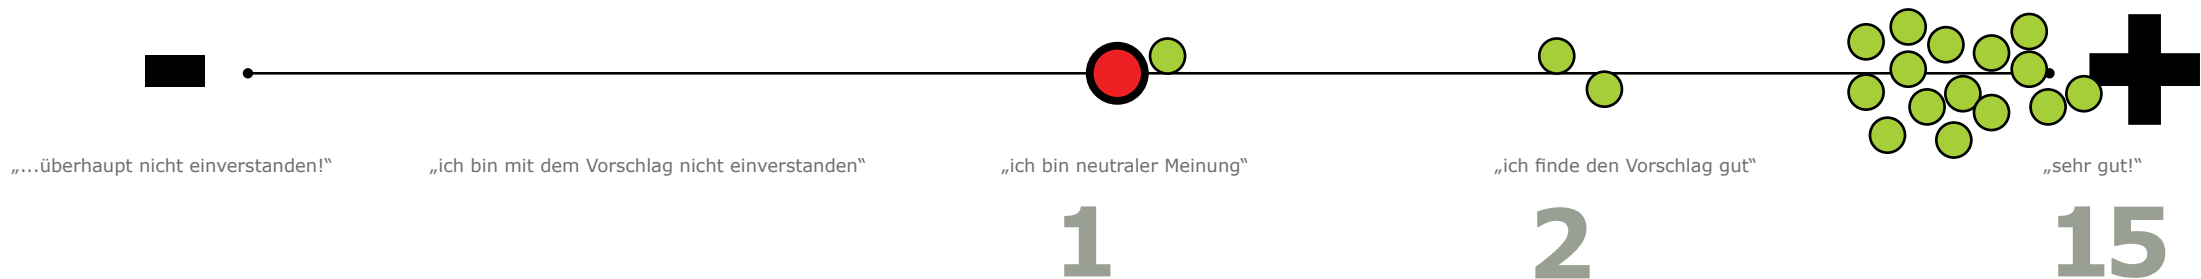 „...überhaupt nicht einverstanden!“
„ich bin mit dem Vorschlag nicht einverstanden“
„ich bin neutraler Meinung“
„ich finde den Vorschlag gut“
„sehr gut!“
1
2
15